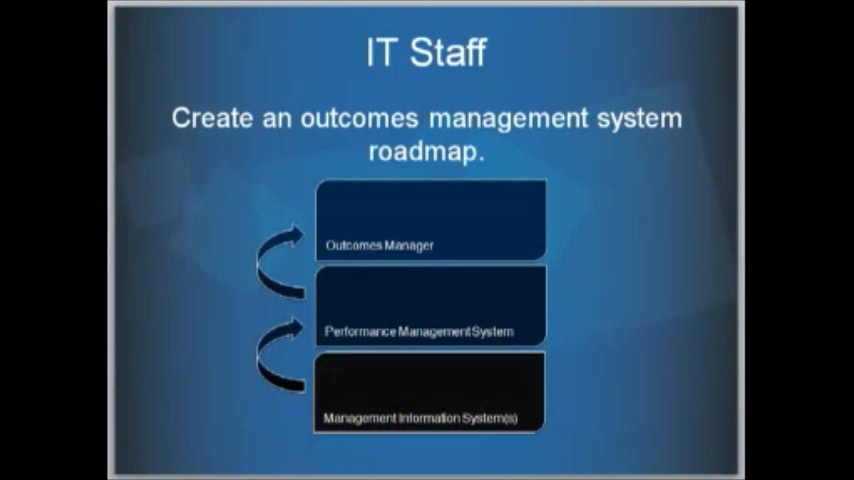 IT Staff
Create an outcomes management system
roadmap.
Outcomes Manager
Performance Management System
Management Information System(s)